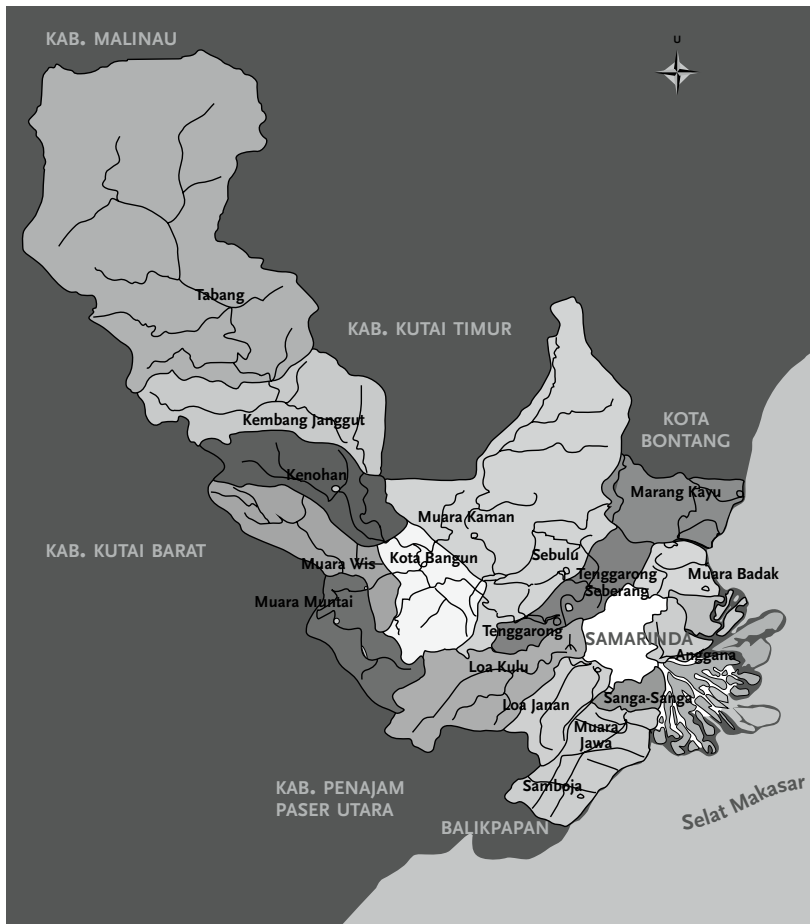 KAB. MALINAU
U
Tabang
KAB. KUTAI TIMUR
Kembang Janggut
KOTA
BONTANG
Kenohan
Marang Kayu
Muara Kaman
KAB. KUTAI BARAT
Muara Wis
Kota Bangun
Sebulu
Tenggarong
Seberang
Muara Badak
Muara Muntai
Tenggarong
SAMARINDA
Anggana
Loa Kulu
Sanga-Sanga
Loa Janan
Muara
Jawa
KAB. PENAJAM
PASER UTARA
Samboja
Selat Makasar
BALIKPAPAN